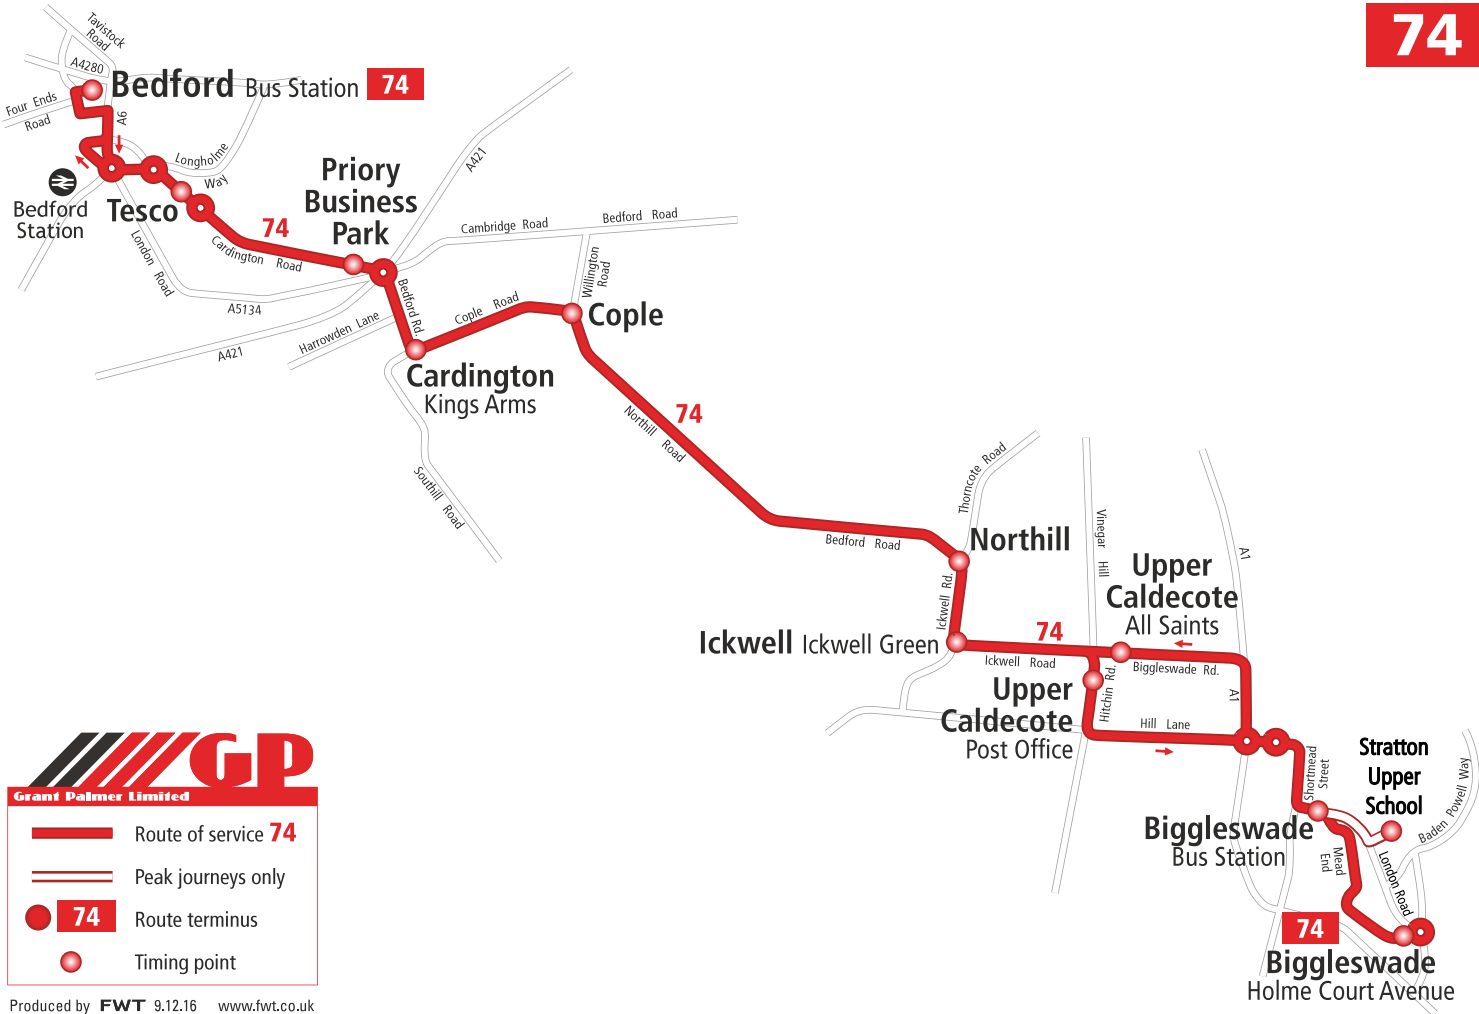 74
Tavistock
Road
A4280
Bedford Bus Station 74
Four Ends
Road
A6
Longholme
Way
Bedford
Station
Tesco
Priory
Business
Park
74
Cardington Road
London Road
A5134
A421
A421
Harrowden Lane
Bedford Rd.
Cambridge Road
Bedford Road
Willington
Road
Cople Road
Cople
Cardington
Kings Arms
74
Northill Road
Southill Road
Bedford Road
Thorncote Road
Northill
Ickwell Rd.
Ickwell Ickwell Green
74
Ickwell Road
Vinegar Hill
Upper
Caldecote
All Saints
A1
Biggleswade Rd.
Hitchin Rd.
A1
Upper
Caldecote
Post Office
Hill Lane
Shortmead
Street
Stratton
Upper
School
Baden Powell Way
Biggleswade
Bus Station
Mead
End
London Road
74
Biggleswade
Holme Court Avenue
GP
Grant Palmer Limited
Route of service 74
Peak journeys only
74 Route terminus
Timing point
Produced by FWT 9.12.16 www.fwt.co.uk